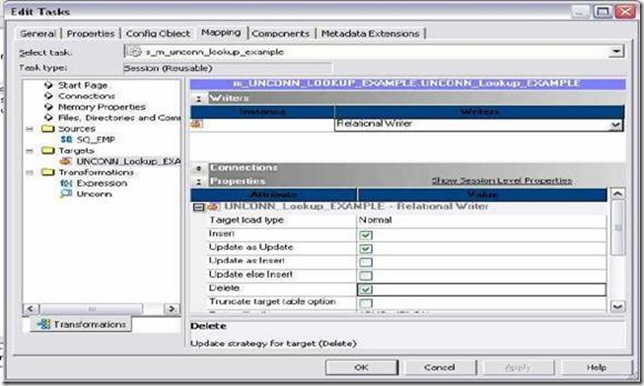 Edit Tasks
General Properties Config Object Mapping Components Metadata Extensions
Select task: s_m_unconn_lookup_example
Task type: Session (Reusable)
Start Page
Connections
Memory Properties
Files, Directories and Comm
Sources
SQ_EMP
Targets
UNCONN_Lookup_EXA
Transformations
Expression
Unconn
Transformations
m_UNCONN_LOOKUP_EXAMPLE.UNCONN_Lookup_EXAMPLE
Writers
Instance Writers
Relational Writer
Connections
Properties Show Session Level Properties
Attribute Value
UNCONN_Lookup_EXAMPLE - Relational Writer
Target load type Normal
Insert
Update as Update
Update as Insert
Update else Insert
Delete
Truncate target table option
Delete
Update strategy for target (Delete)
OK Cancel Apply Help